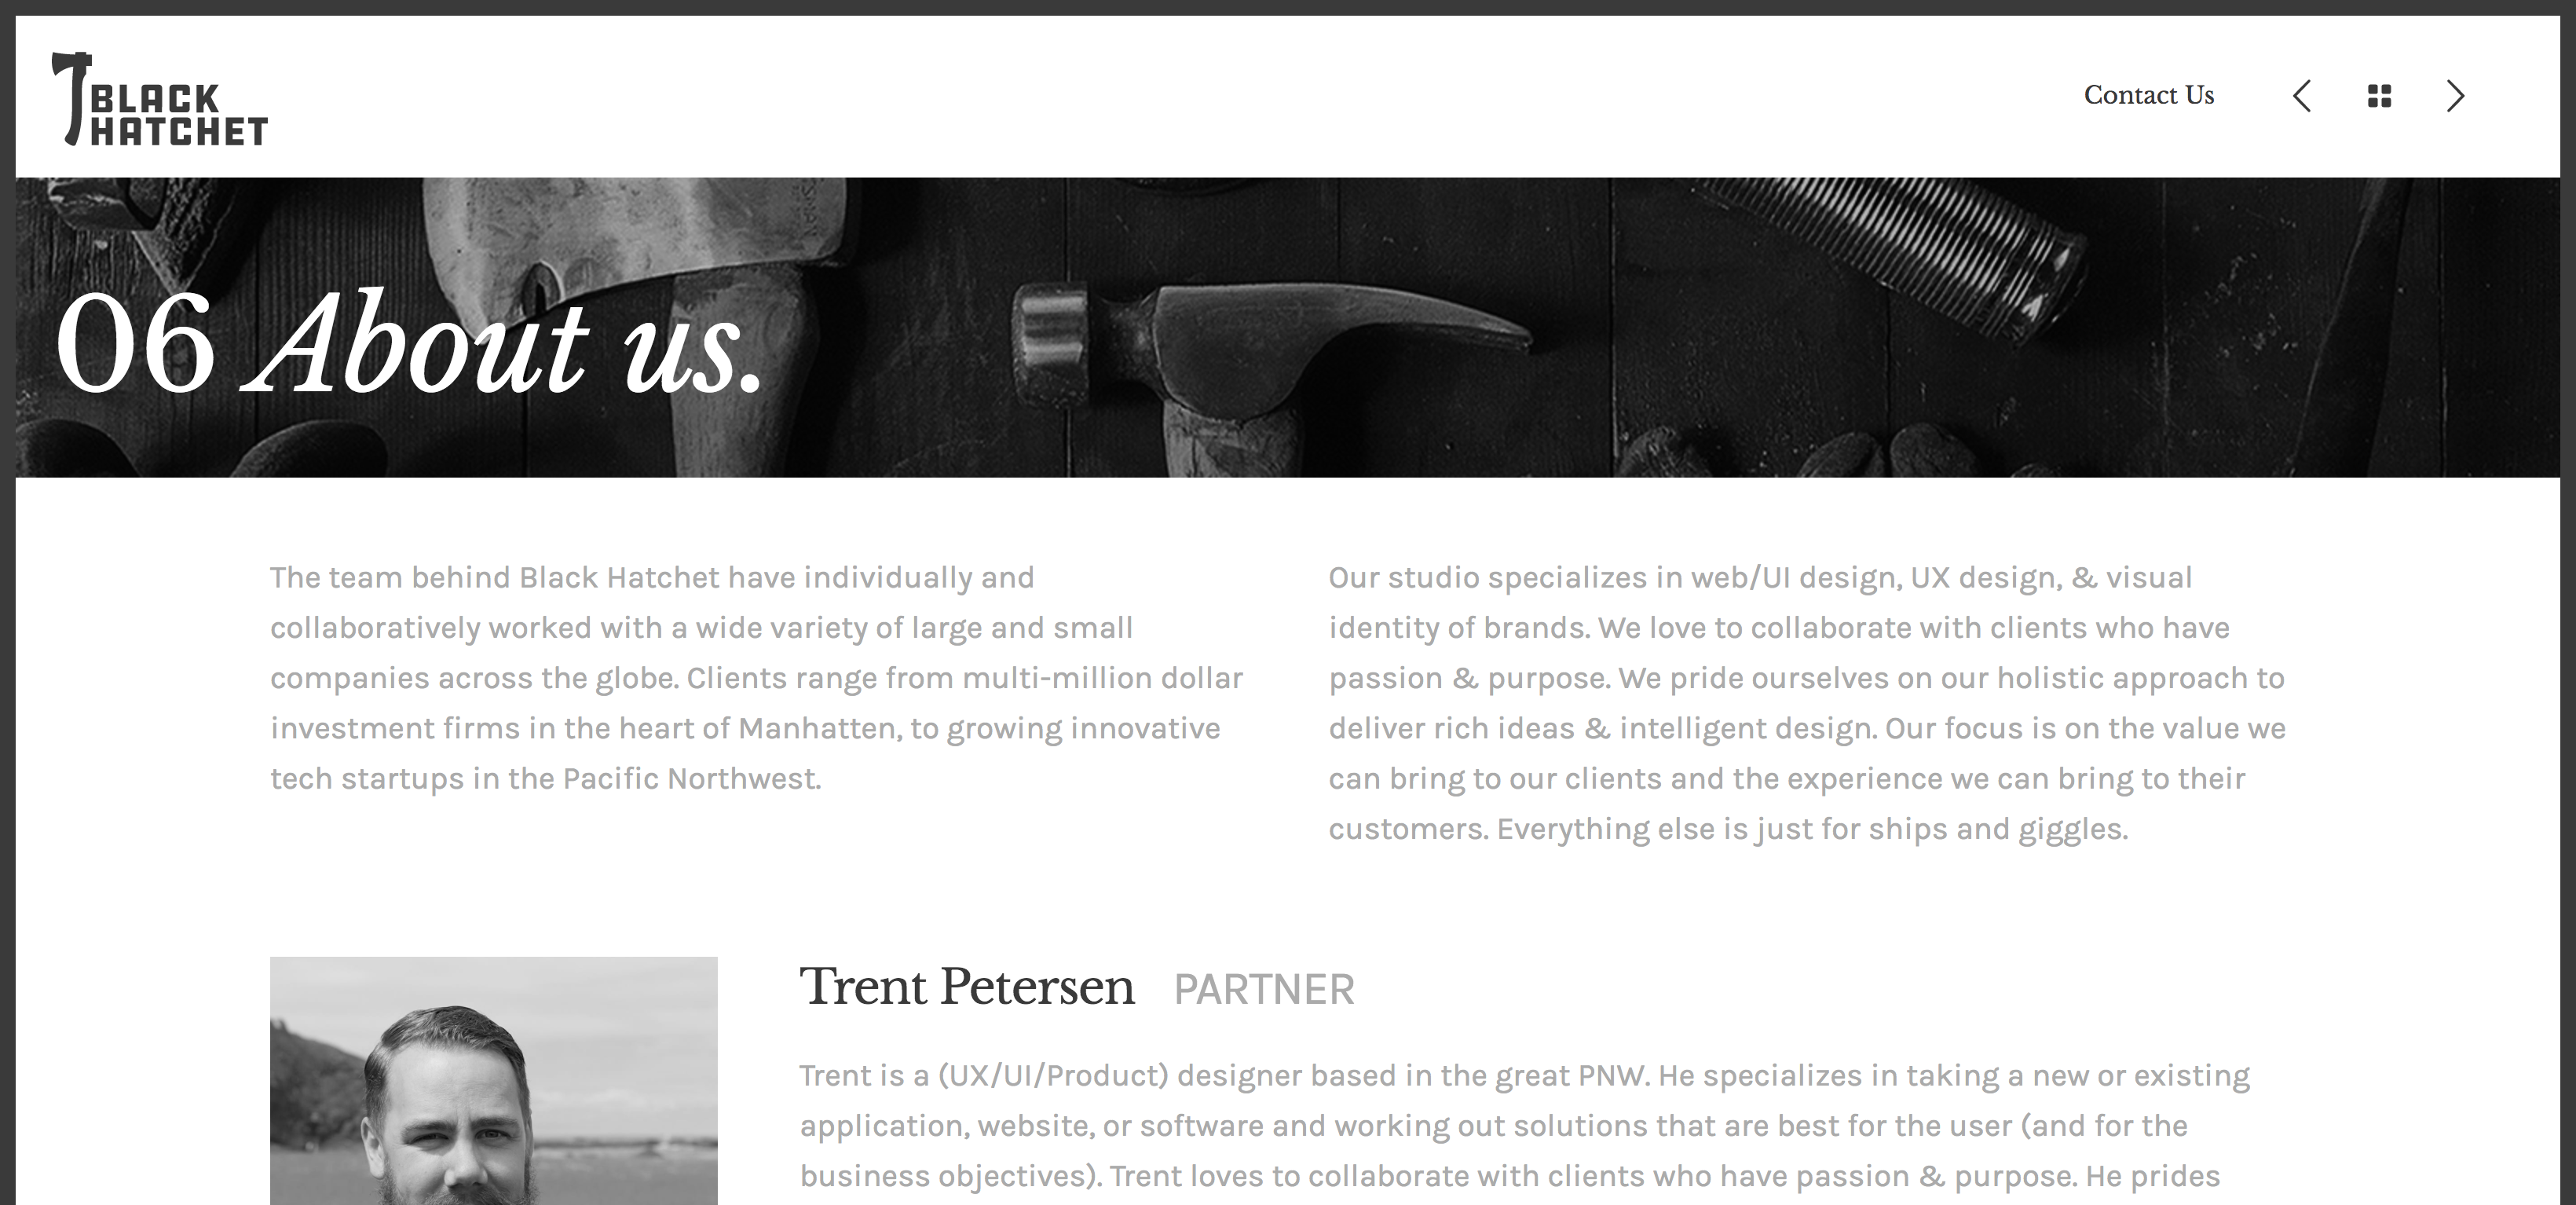 BLACK
HATCHET
Contact Us
06 About us.
The team behind Black Hatchet have individually and
collaboratively worked with a wide variety of large and small
companies across the globe. Clients range from multi-million dollar
investment firms in the heart of Manhatten, to growing innovative
tech startups in the Pacific Northwest.
Our studio specializes in web/UI design, UX design, & visual
identity of brands. We love to collaborate with clients who have
passion & purpose. We pride ourselves on our holistic approach to
deliver rich ideas & intelligent design. Our focus is on the value we
can bring to our clients and the experience we can bring to their
customers. Everything else is just for ships and giggles.
Trent Petersen PARTNER
Trent is a (UX/UI/Product) designer based in the great PNW. He specializes in taking a new or existing
application, website, or software and working out solutions that are best for the user (and for the
business objectives). Trent loves to collaborate with clients who have passion & purpose. He prides